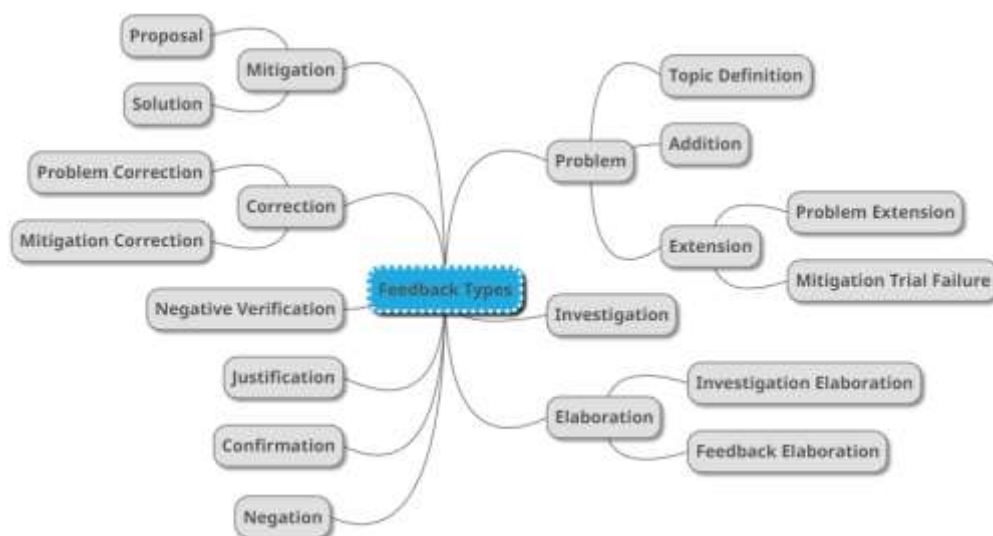 Proposal
Mitigation
Solution
Problem Correction
Correction
Mitigation Correction
Negative Verification
Justification
Confirmation
Negation
Feedback Types
Topic Definition
Problem
Addition
Problem Extension
Extension
Mitigation Trial Failure
Investigation
Investigation Elaboration
Elaboration
Feedback Elaboration